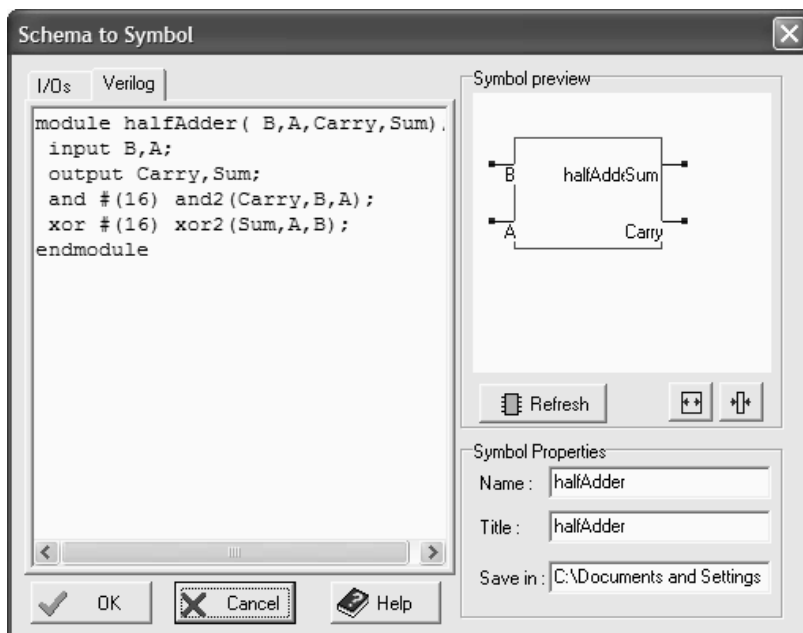 Schema to Symbol
I/Os Verilog
module halfAdder( B,A,Carry,Sum)
input B,A;
output Carry,Sum;
and #(16) and2(Carry,B,A);
xor #(16) xor2(Sum,A,B);
endmodule
Symbol preview
B halfAdd Sum
A Carry
Refresh
Symbol Properties
Name : halfAdder
Title : halfAdder
Save in : C:\Documents and Settings
OK Cancel Help